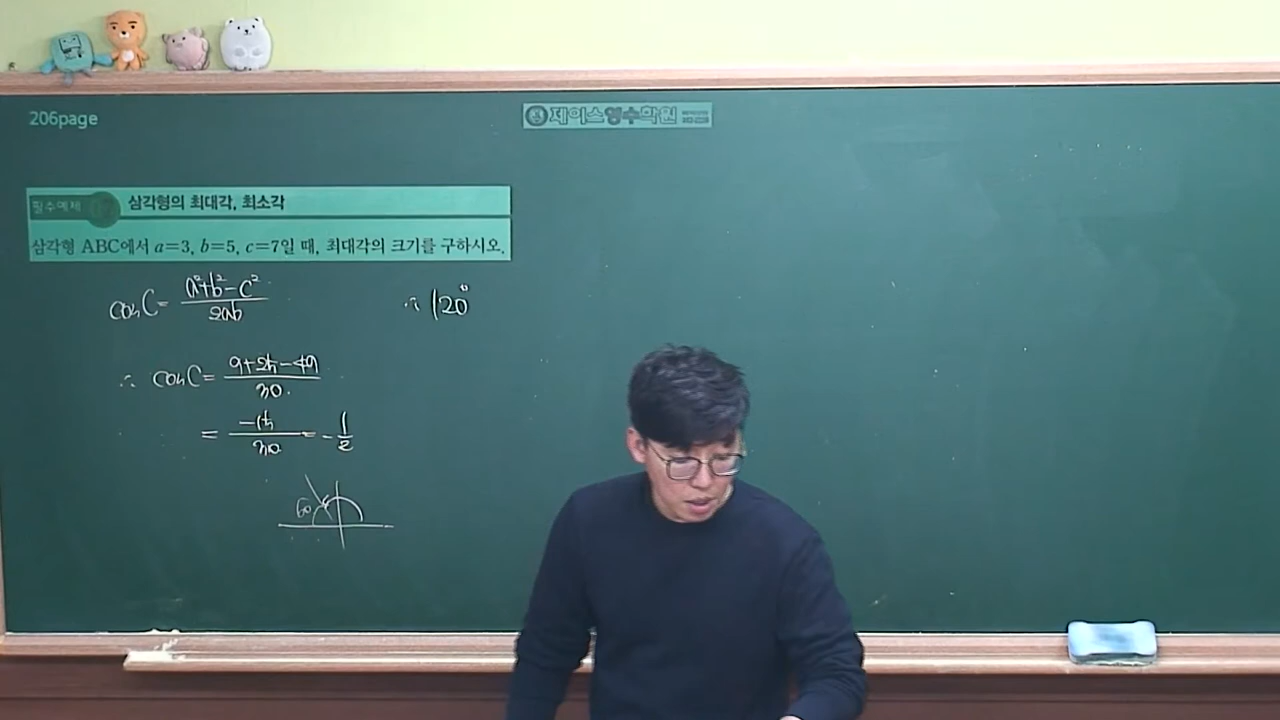 206page
제이스영수학원
필수예제
삼각형의 최대각, 최소각
삼각형 ABC에서 a=3, b=5, c=7일 때, 최대각의 크기를 구하시오.
cos C = (a²+b²-c²)/2ab
∴ 120°
∴ cos C = (9+25-49)/30
= -15/30 = -1/2
60